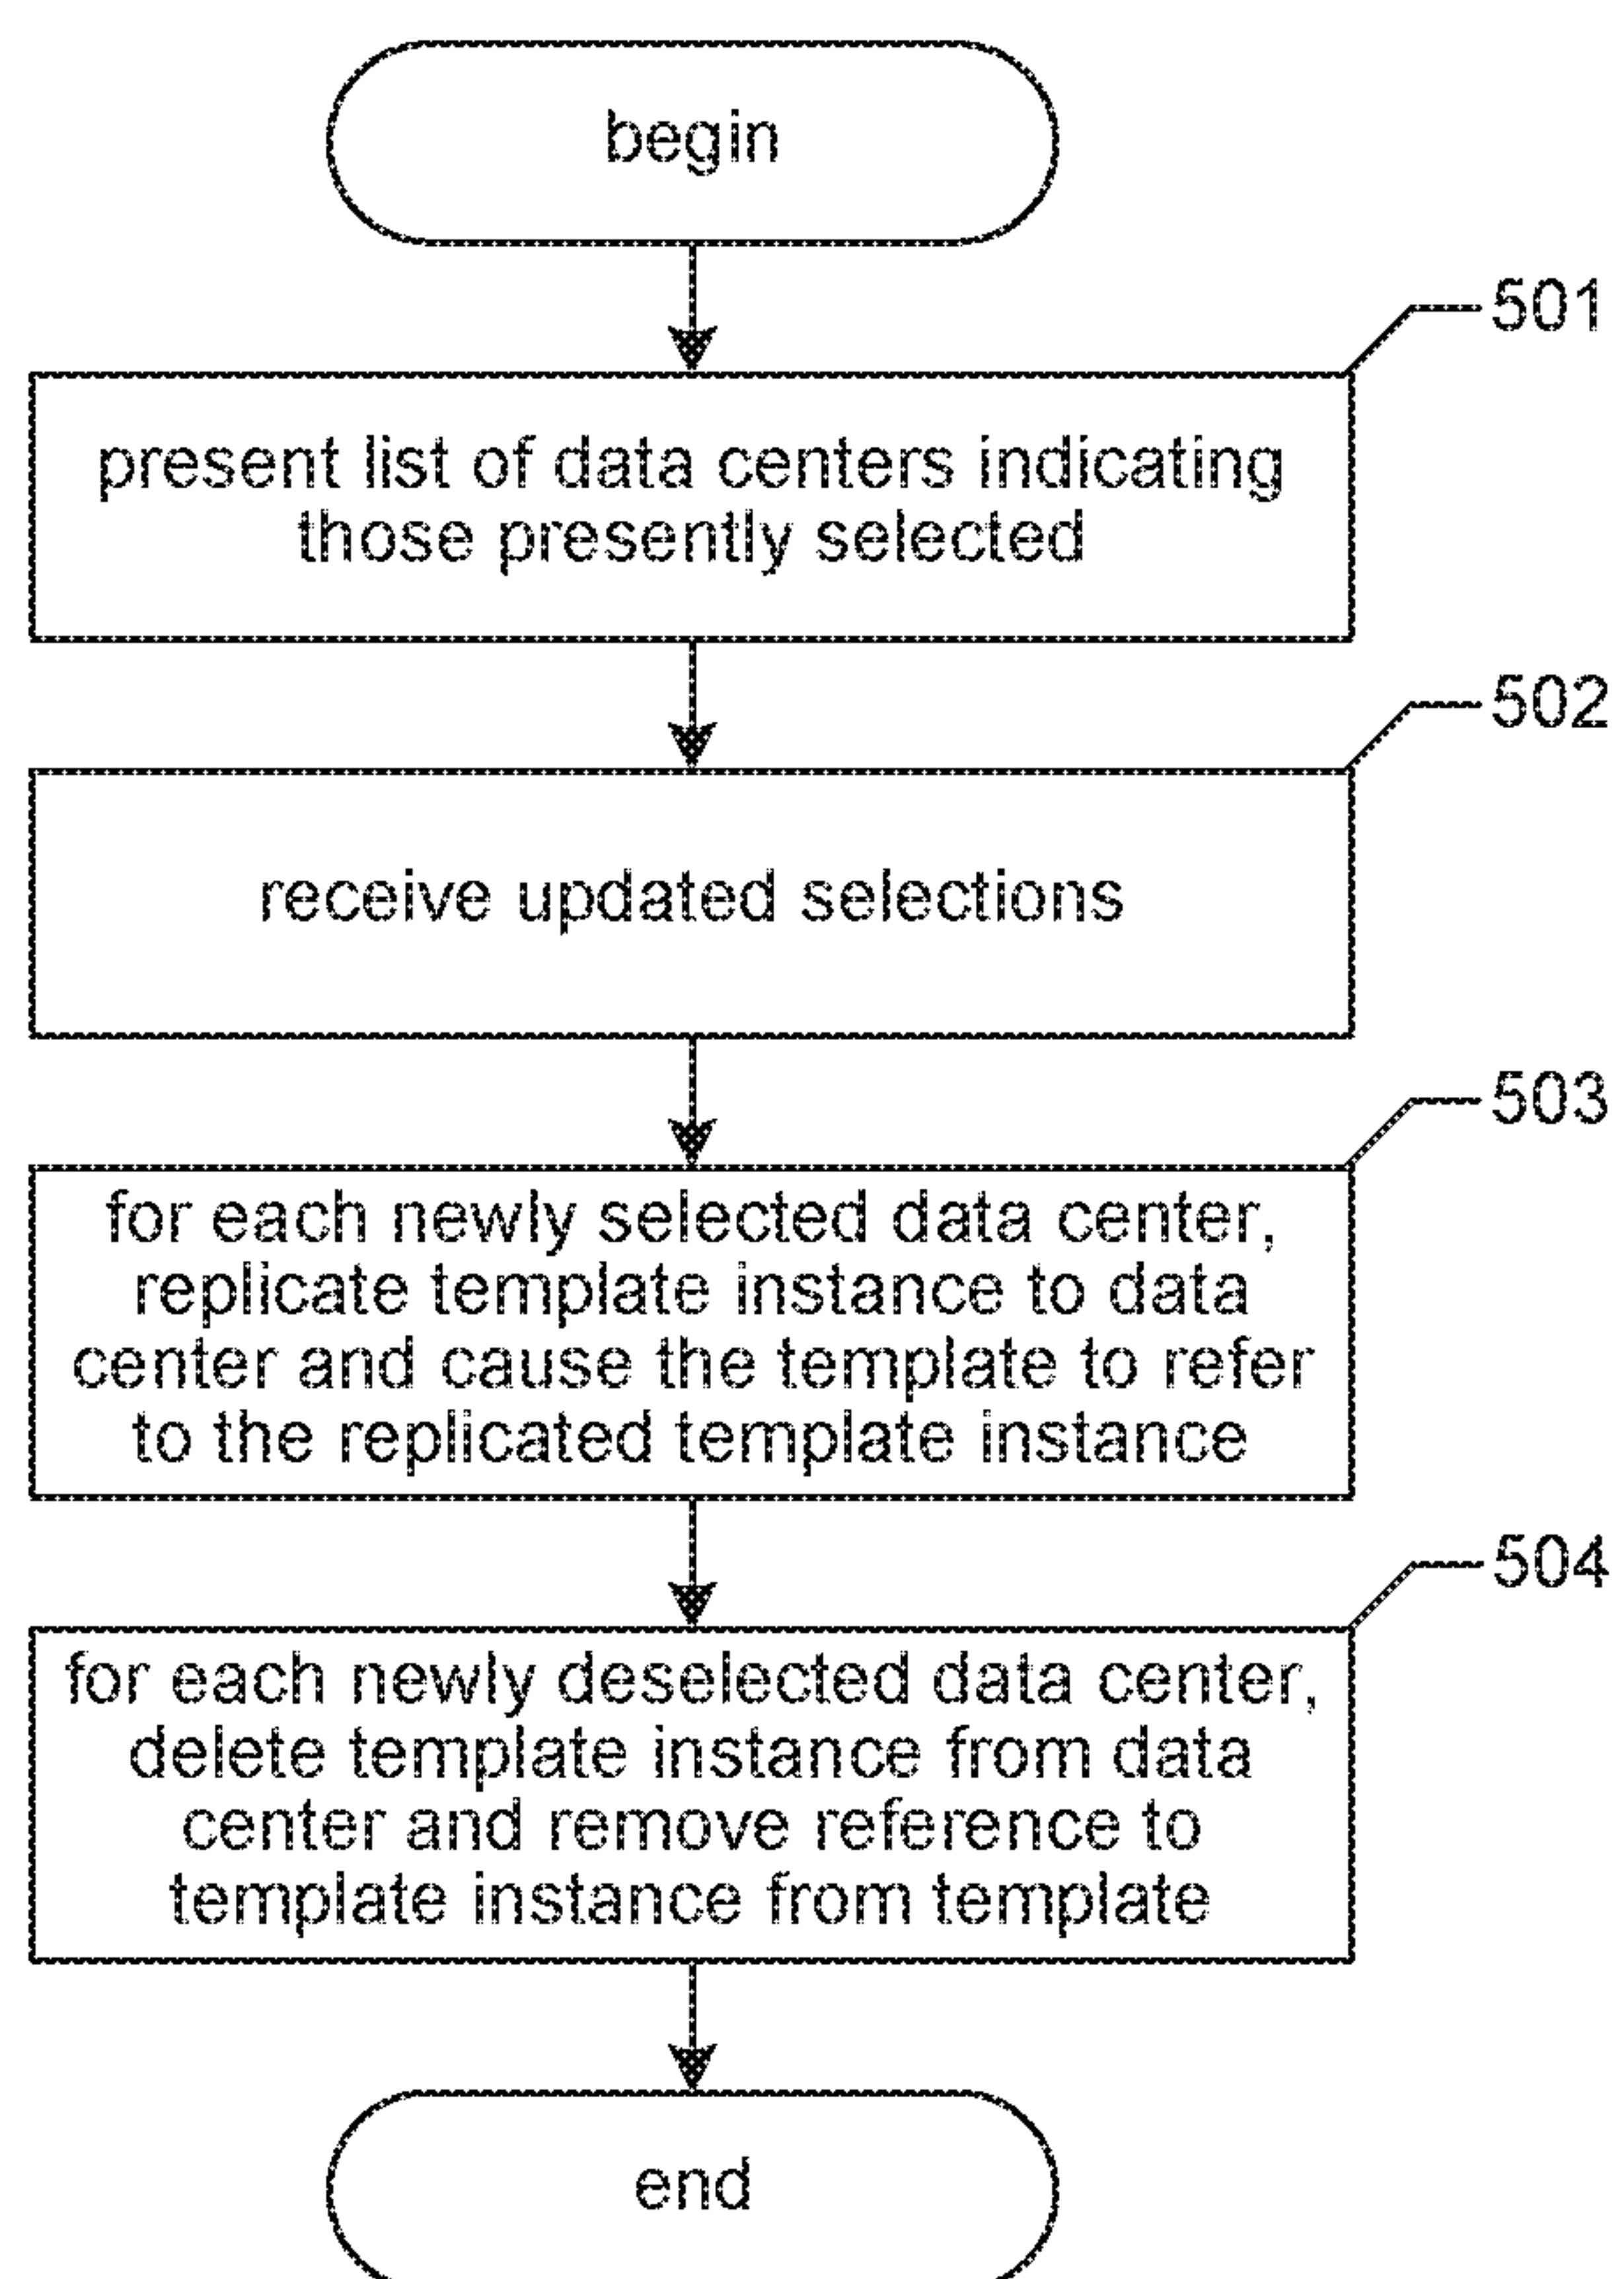 begin
501
present list of data centers indicating
those presently selected
502
receive updated selections
503
for each newly selected data center,
replicate template instance to data
center and cause the template to refer
to the replicated template instance
504
for each newly deselected data center,
delete template instance from data
center and remove reference to
template instance from template
end